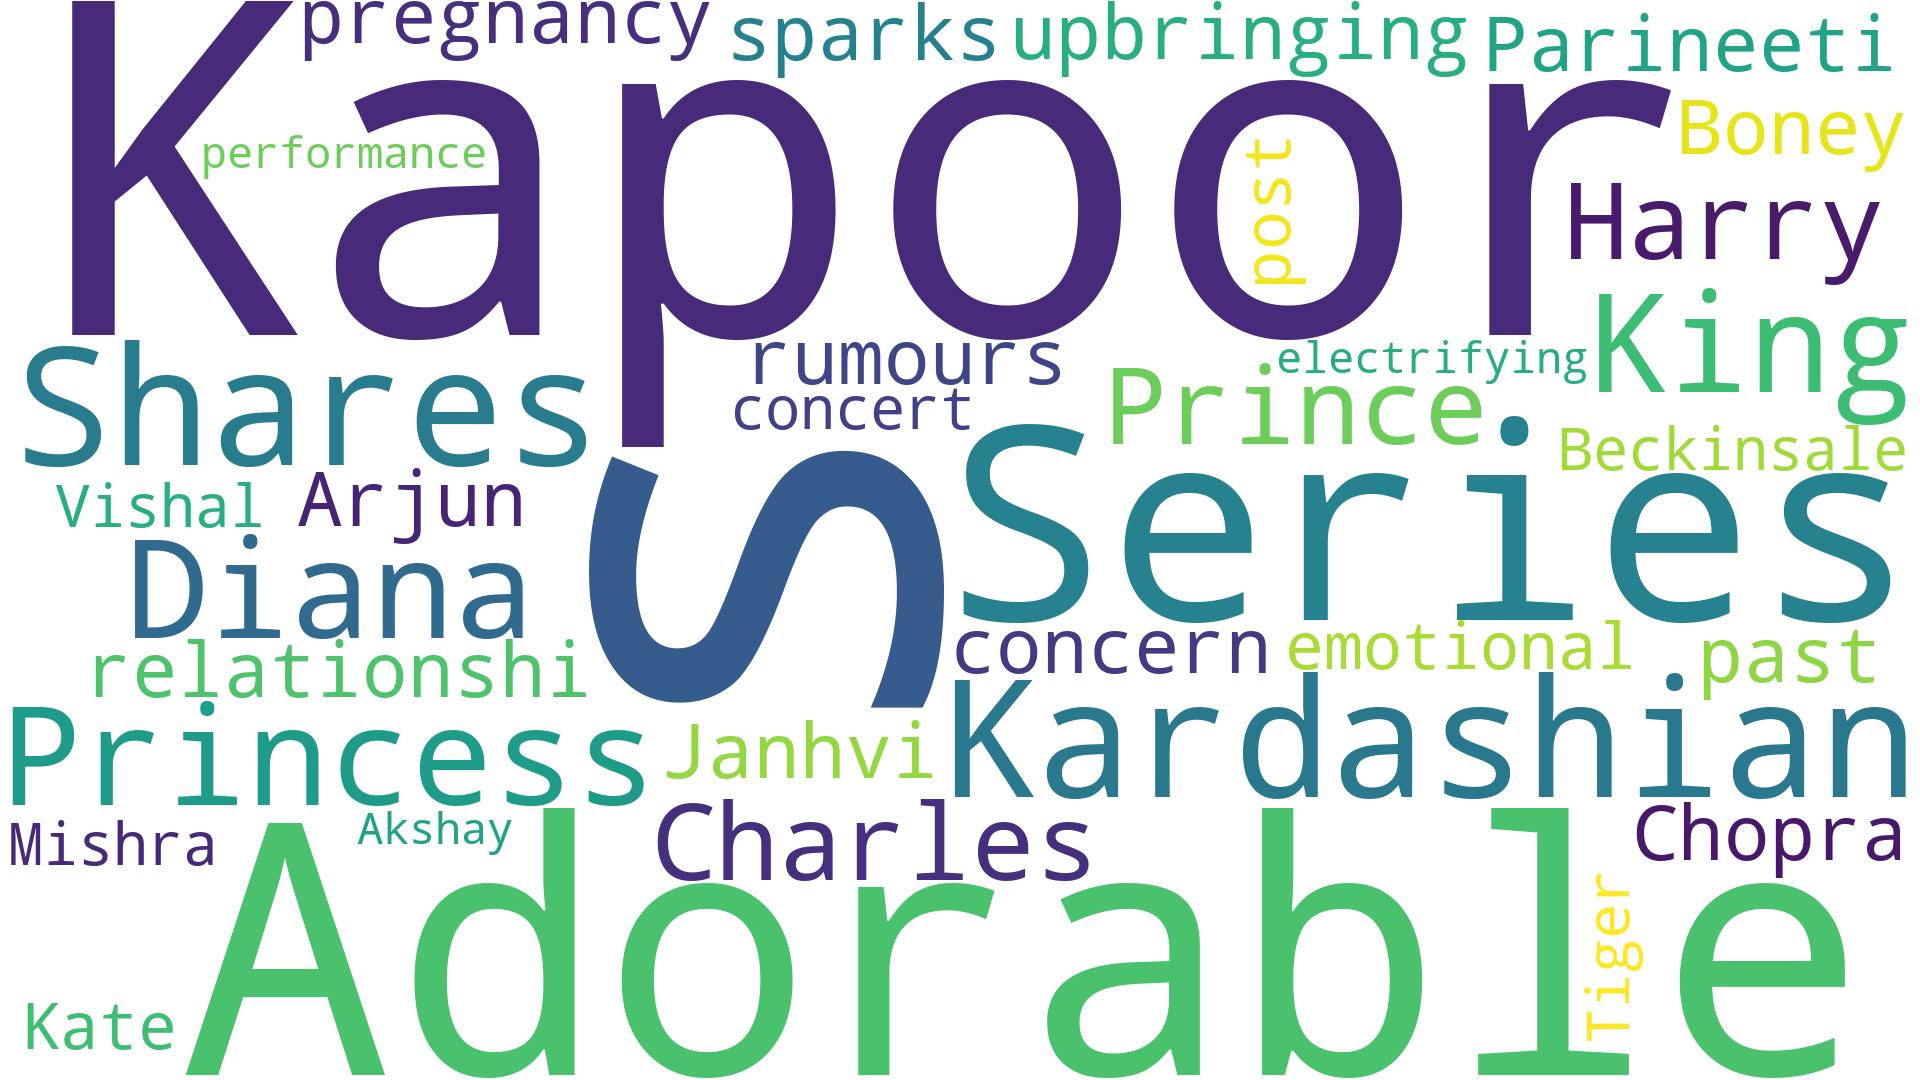 pregnancy
sparks
upbringing
Parineeti
Kapoor
performance
post
Boney
Harry
King
Shares
rumours
electrifying
concert
Prince
Series
Beckinsale
Vishal
Arjun
S
Diana
concern
emotional
past
relationshi
Princess
Janhvi
Kardashian
Mishra
Akshay
Charles
Chopra
Adorable
Tiger
Kate